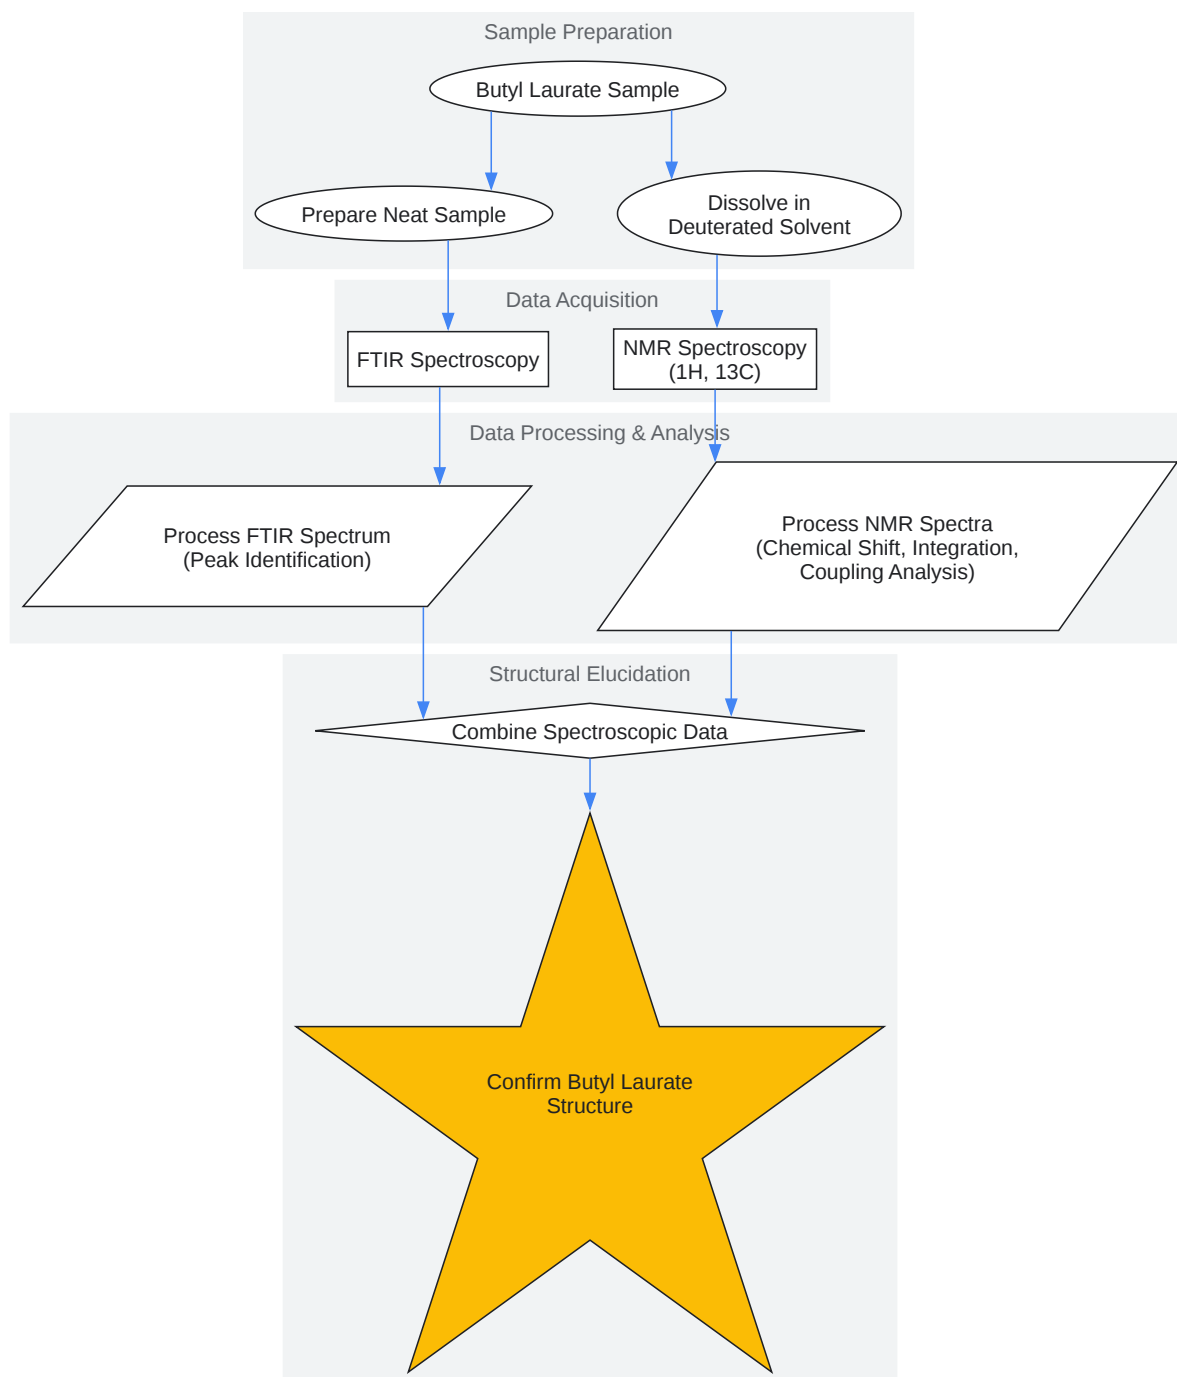 Sample Preparation
Butyl Laurate Sample
Prepare Neat Sample
Dissolve in
Deuterated Solvent
Data Acquisition
FTIR Spectroscopy
NMR Spectroscopy
(1H, 13C)
Data Processing & Analysis
Process FTIR Spectrum
(Peak Identification)
Process NMR Spectra
(Chemical Shift, Integration,
Coupling Analysis)
Structural Elucidation
Combine Spectroscopic Data
Confirm Butyl Laurate
Structure